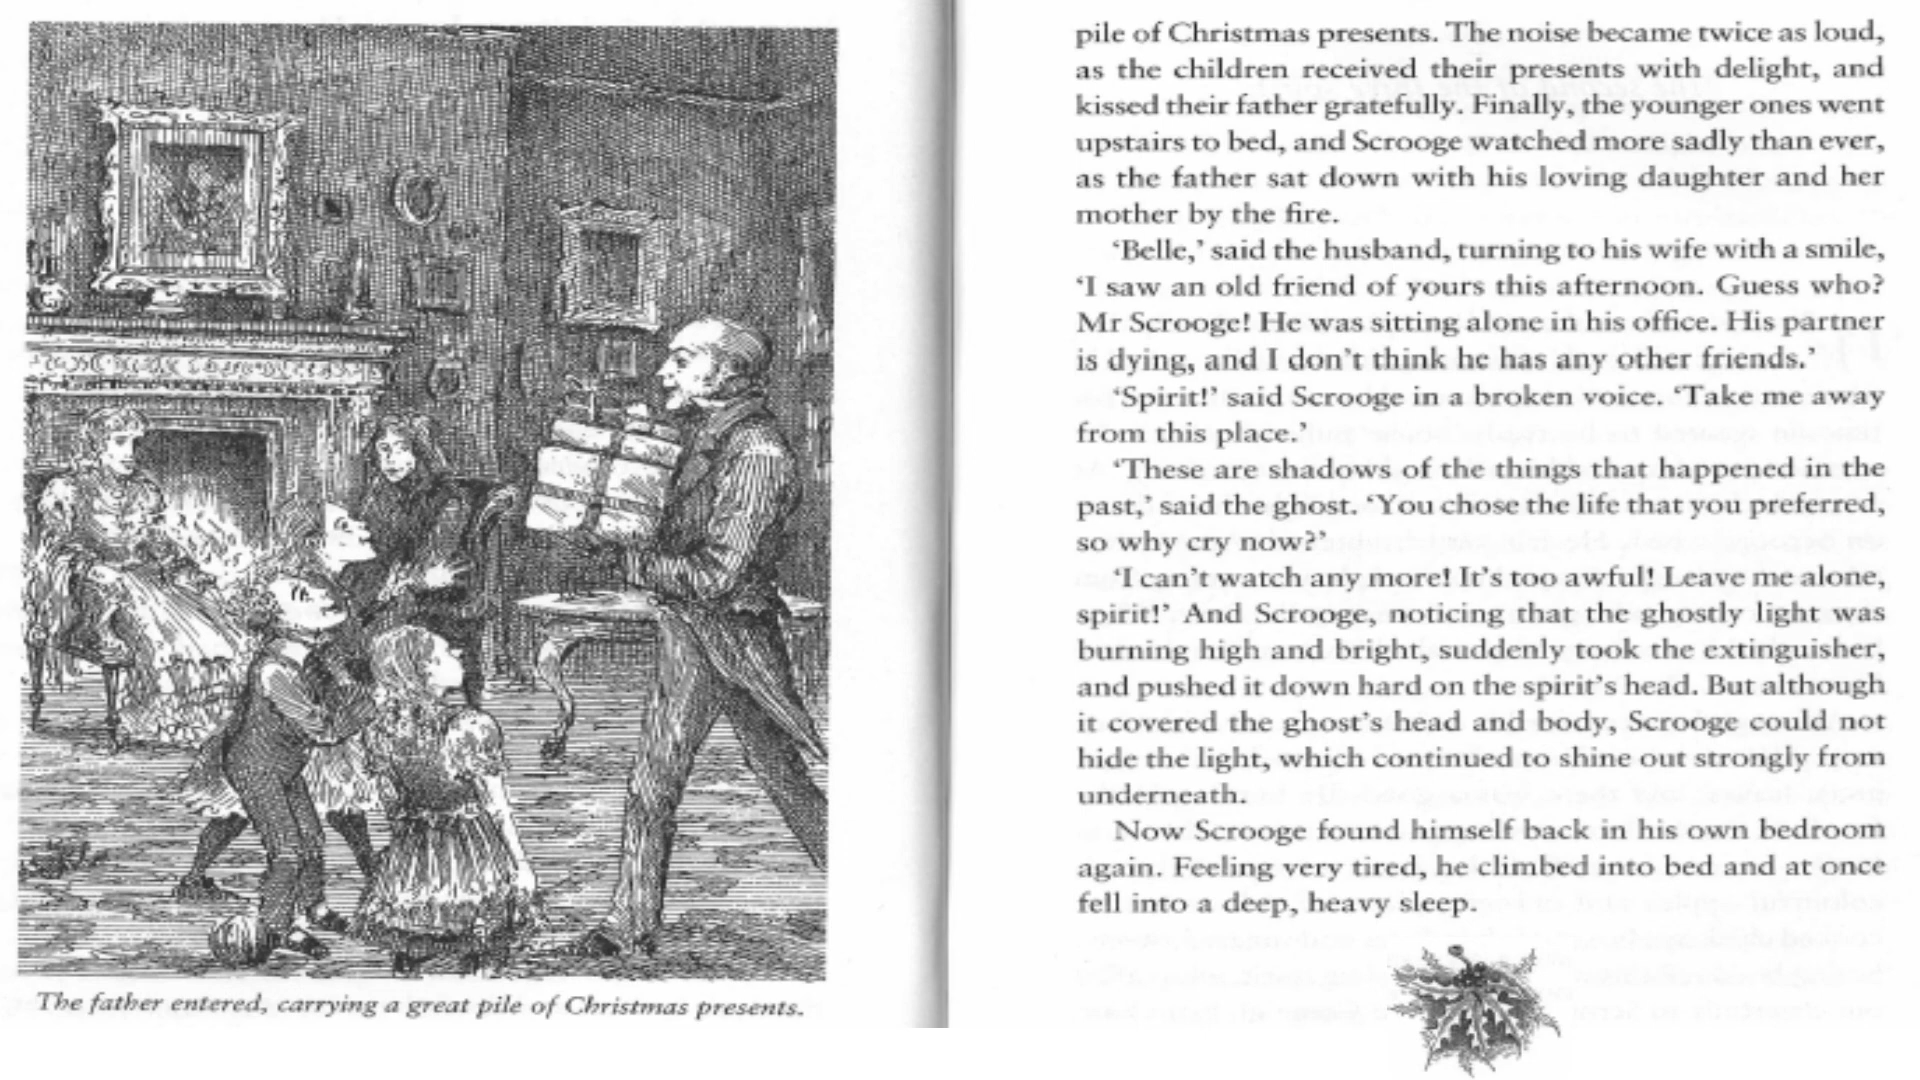 The father entered, carrying a great pile of Christmas presents.
pile of Christmas presents. The noise became twice as loud,
as the children received their presents with delight, and
kissed their father gratefully. Finally, the younger ones went
upstairs to bed, and Scrooge watched more sadly than ever,
as the father sat down with his loving daughter and her
mother by the fire.
‘Belle,’ said the husband, turning to his wife with a smile,
‘I saw an old friend of yours this afternoon. Guess who?
Mr Scrooge! He was sitting alone in his office. His partner
is dying, and I don’t think he has any other friends.’
‘Spirit!’ said Scrooge in a broken voice. ‘Take me away
from this place.’
‘These are shadows of the things that happened in the
past,’ said the ghost. ‘You chose the life that you preferred,
so why cry now?’
‘I can’t watch any more! It’s too awful! Leave me alone,
spirit!’ And Scrooge, noticing that the ghostly light was
burning high and bright, suddenly took the extinguisher,
and pushed it down hard on the spirit’s head. But although
it covered the ghost’s head and body, Scrooge could not
hide the light, which continued to shine out strongly from
underneath.
Now Scrooge found himself back in his own bedroom
again. Feeling very tired, he climbed into bed and at once
fell into a deep, heavy sleep.